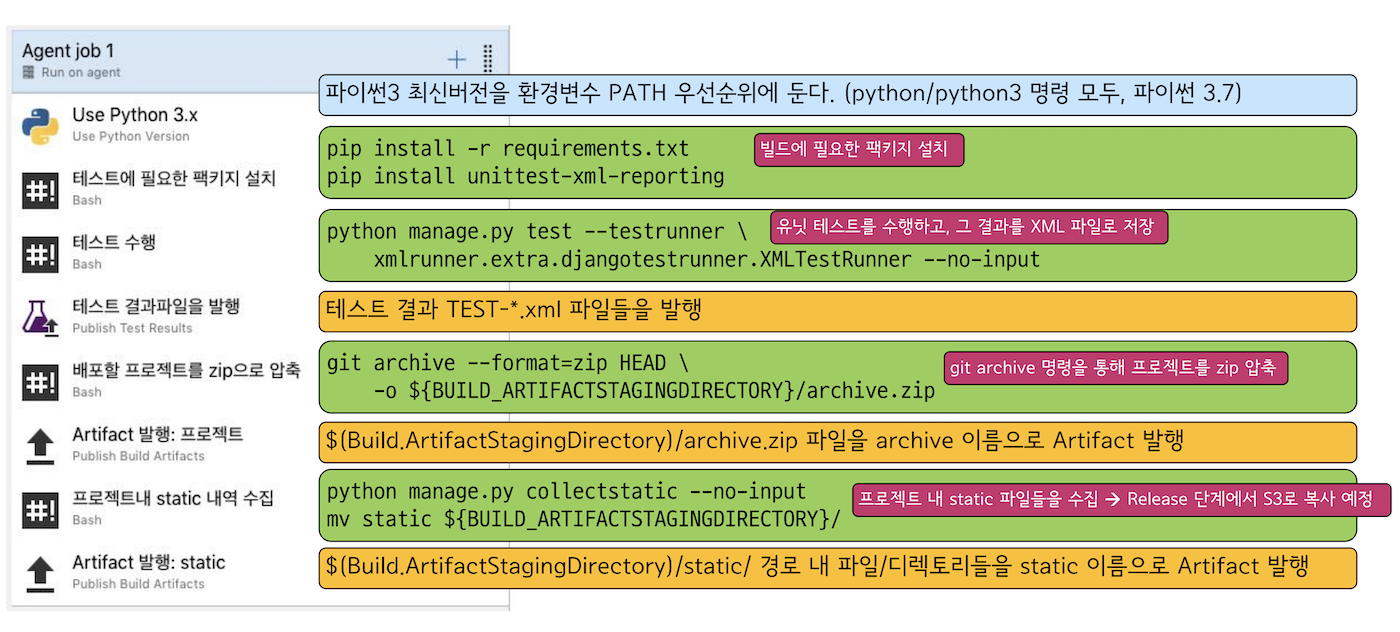 Agent job 1
Run on agent
파이썬3 최신버전을 환경변수 PATH 우선순위에 둔다. (python/python3 명령 모두, 파이썬 3.7)
Use Python 3.x
Use Python Version
pip install -r requirements.txt
빌드에 필요한 팩키지 설치
pip install unittest-xml-reporting
테스트에 필요한 팩키지 설치
Bash
python manage.py test --testrunner \
유닛 테스트를 수행하고, 그 결과를 XML 파일로 저장
xmlrunner.extra.djangotestrunner.XMLTestRunner --no-input
테스트 수행
Bash
테스트 결과 TEST-*.xml 파일들을 발행
테스트 결과파일을 발행
Publish Test Results
git archive --format=zip HEAD \
git archive 명령을 통해 프로젝트를 zip 압축
-o ${BUILD_ARTIFACTSTAGINGDIRECTORY}/archive.zip
배포할 프로젝트를 zip으로 압축
Bash
$(Build.ArtifactStagingDirectory)/archive.zip 파일을 archive 이름으로 Artifact 발행
Artifact 발행: 프로젝트
Publish Build Artifacts
python manage.py collectstatic --no-input
프로젝트 내 static 파일들을 수집 → Release 단계에서 S3로 복사 예정
mv static ${BUILD_ARTIFACTSTAGINGDIRECTORY}/
프로젝트내 static 내역 수집
Bash
$(Build.ArtifactStagingDirectory)/static/ 경로 내 파일/디렉토리들을 static 이름으로 Artifact 발행
Artifact 발행: static
Publish Build Artifacts